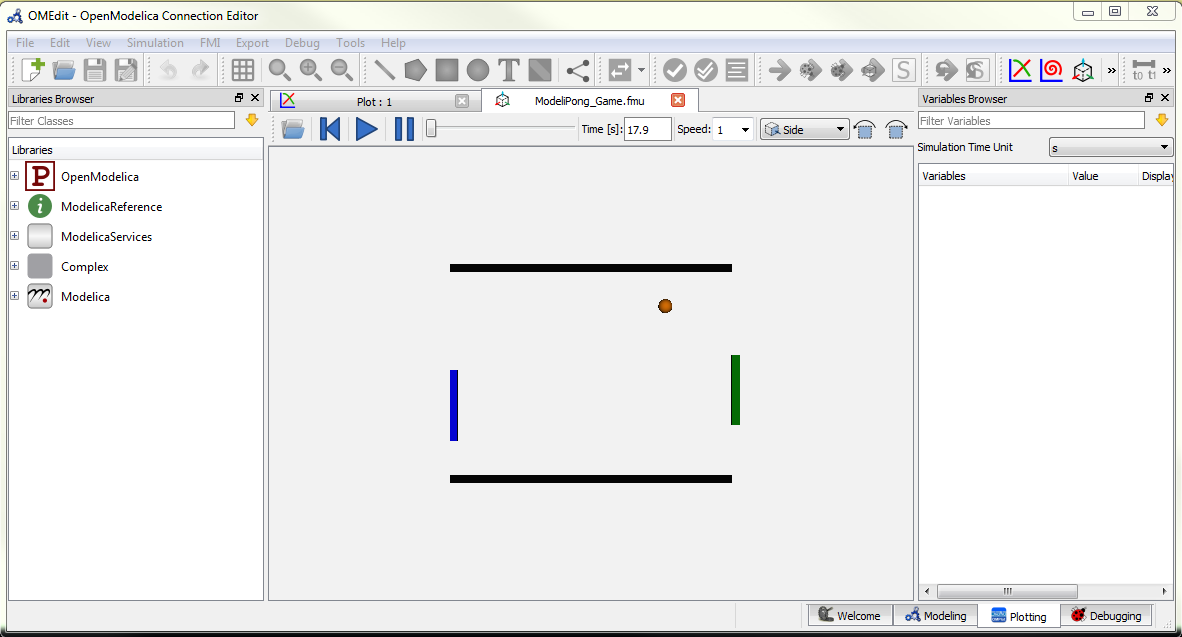 OMEdit - OpenModelica Connection Editor
File Edit View Simulation FMI Export Debug Tools Help
T S S to t1
Libraries Browser
Filter Classes
Libraries
P OpenModelica
i ModelicaReference
ModelicaServices
Complex
m Modelica
Plot : 1
ModeliPong_Game.fmu
Time [s]: 17.9 Speed: 1 Side
Variables Browser
Filter Variables
Simulation Time Unit s
Variables Value Display
Welcome Modeling Plotting Debugging